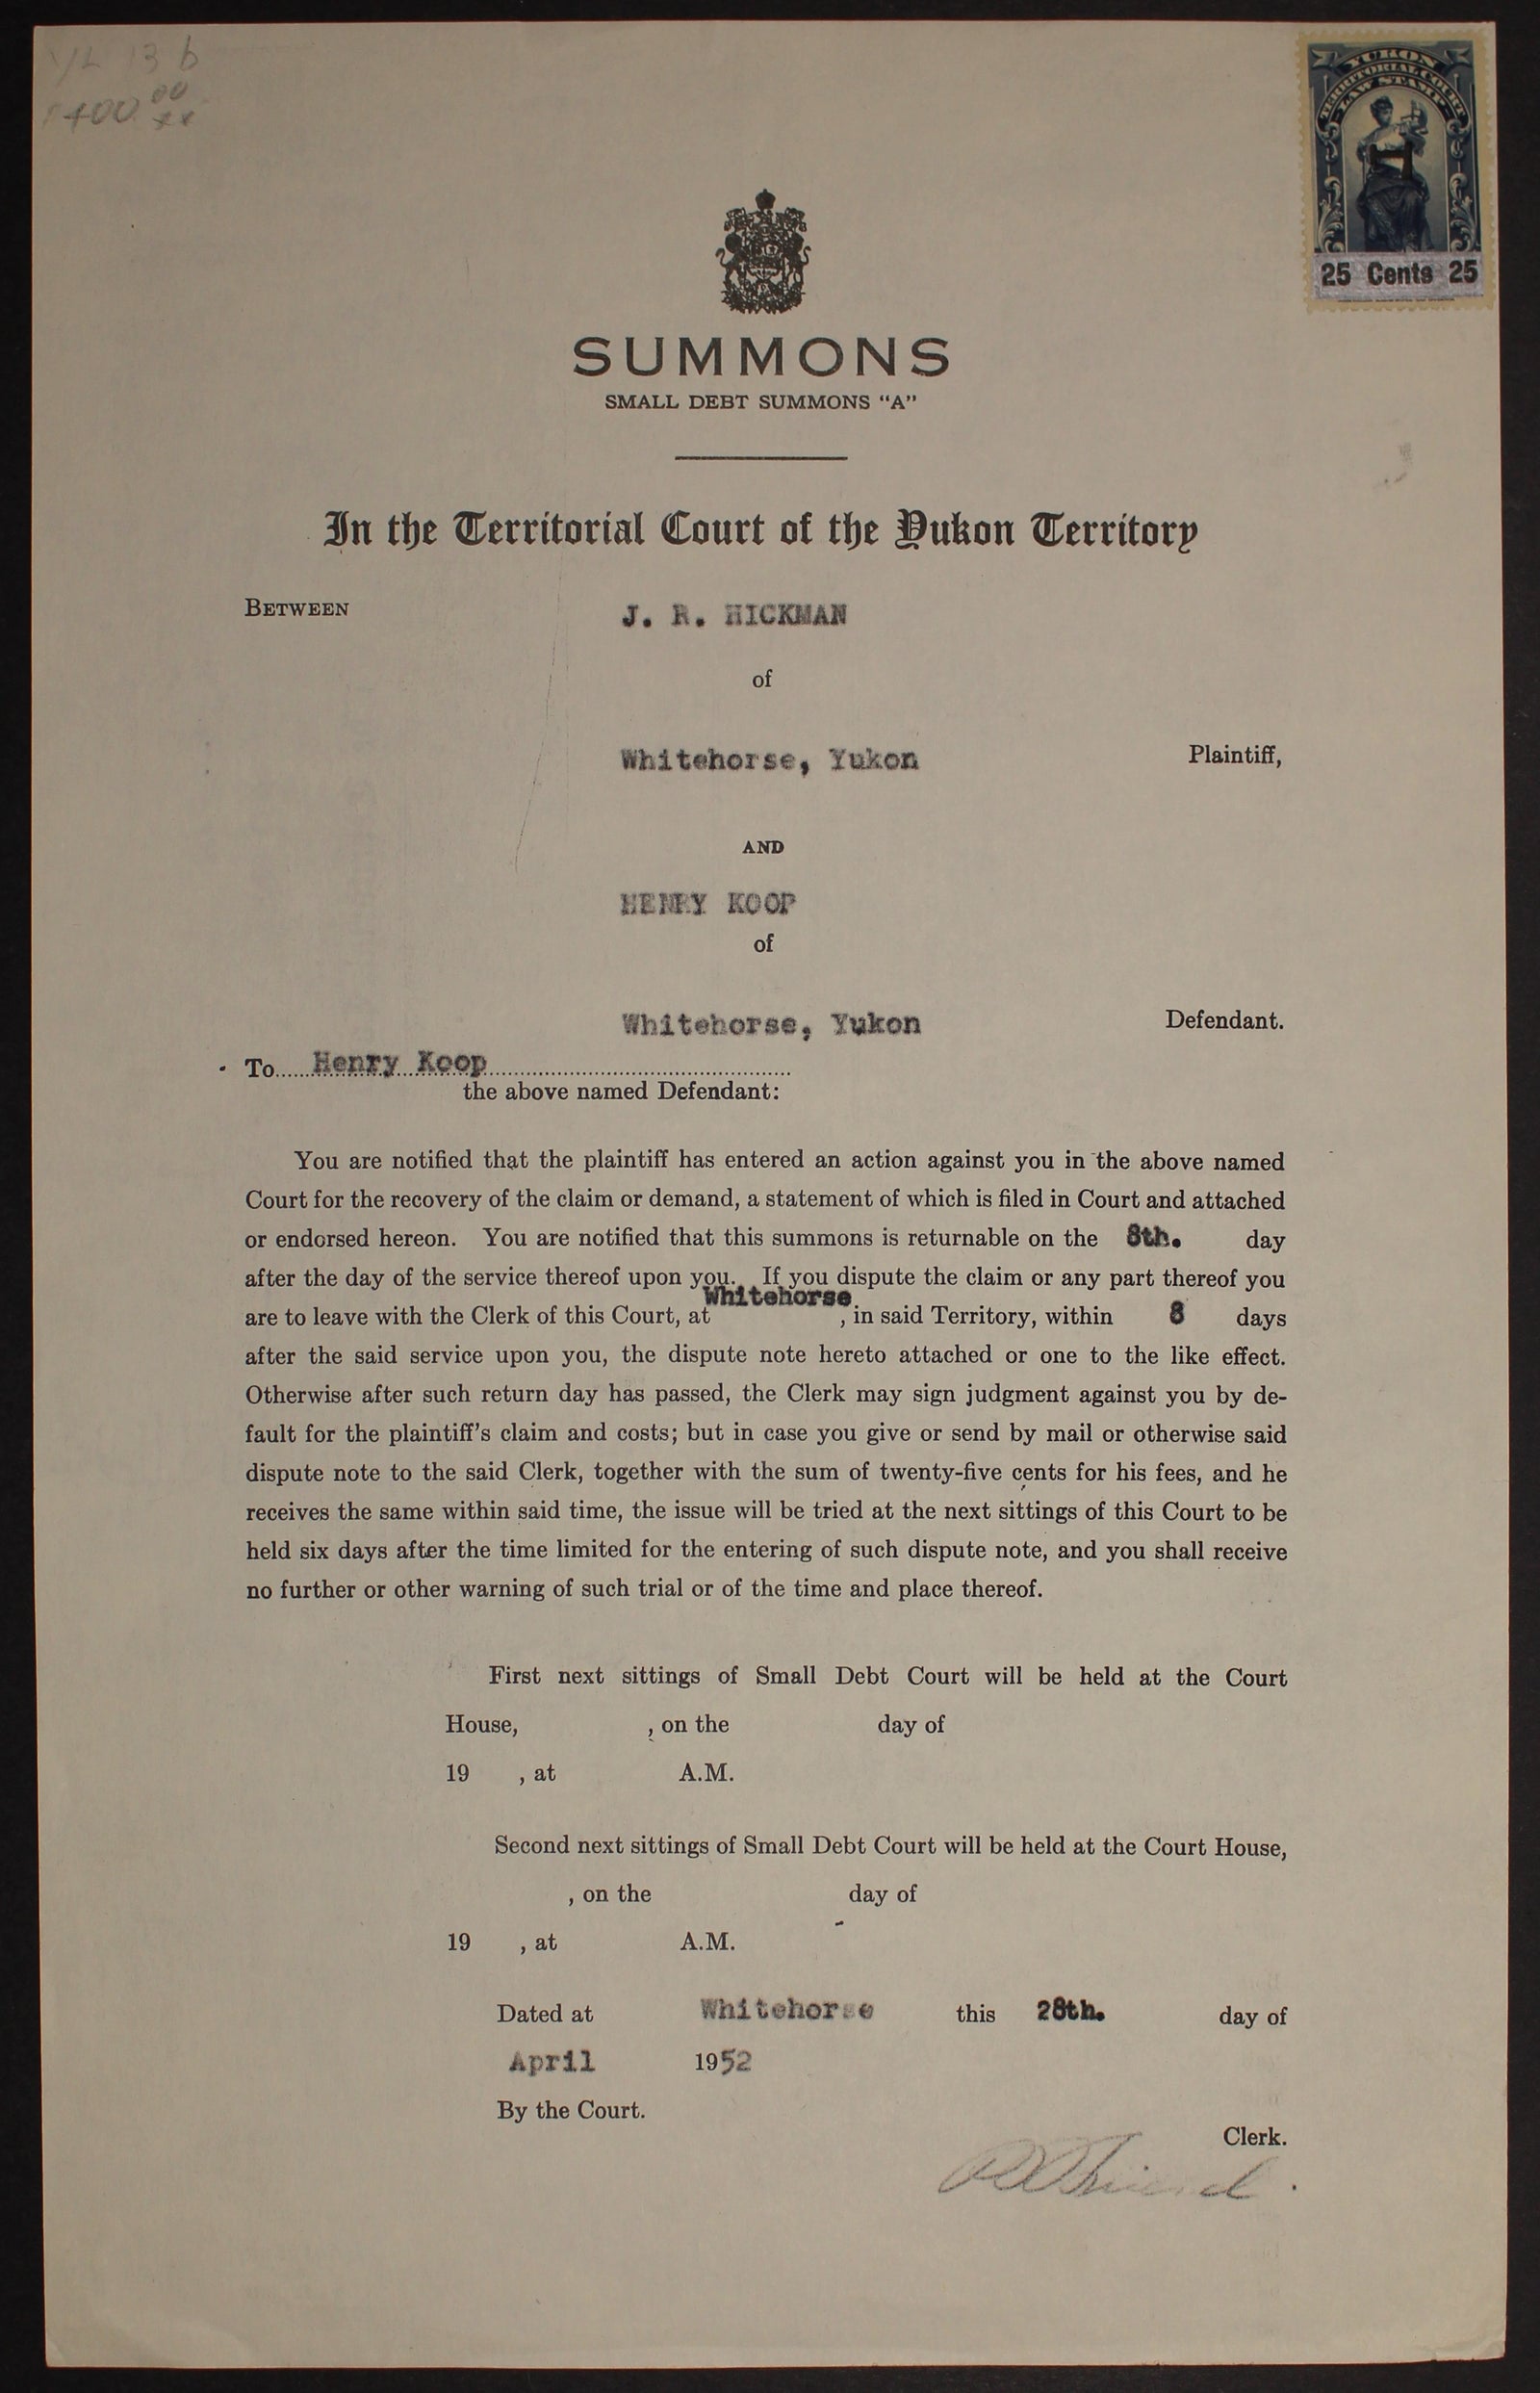 YL 13 b
400 00
xx
YUKON
TERRITORIAL COURT
LAW STAMP
25 Cents 25
SUMMONS
SMALL DEBT SUMMONS “A”
In the Territorial Court of the Yukon Territory
BETWEEN
J. R. HICKMAN
of
Whitehorse, Yukon Plaintiff,
AND
HENRY KOOP
of
Whitehorse, Yukon Defendant.
To......Henry Koop..........................................
the above named Defendant:
You are notified that the plaintiff has entered an action against you in the above named
Court for the recovery of the claim or demand, a statement of which is filed in Court and attached
or endorsed hereon. You are notified that this summons is returnable on the 8th. day
after the day of the service thereof upon you. If you dispute the claim or any part thereof you
are to leave with the Clerk of this Court, at Whitehorse, in said Territory, within 8 days
after the said service upon you, the dispute note hereto attached or one to the like effect.
Otherwise after such return day has passed, the Clerk may sign judgment against you by de-
fault for the plaintiff’s claim and costs; but in case you give or send by mail or otherwise said
dispute note to the said Clerk, together with the sum of twenty-five cents for his fees, and he
receives the same within said time, the issue will be tried at the next sittings of this Court to be
held six days after the time limited for the entering of such dispute note, and you shall receive
no further or other warning of such trial or of the time and place thereof.
First next sittings of Small Debt Court will be held at the Court
House, , on the day of
19 , at A.M.
Second next sittings of Small Debt Court will be held at the Court House,
, on the day of
19 , at A.M.
Dated at Whitehorse this 28th. day of
April 1952
By the Court.
Clerk.